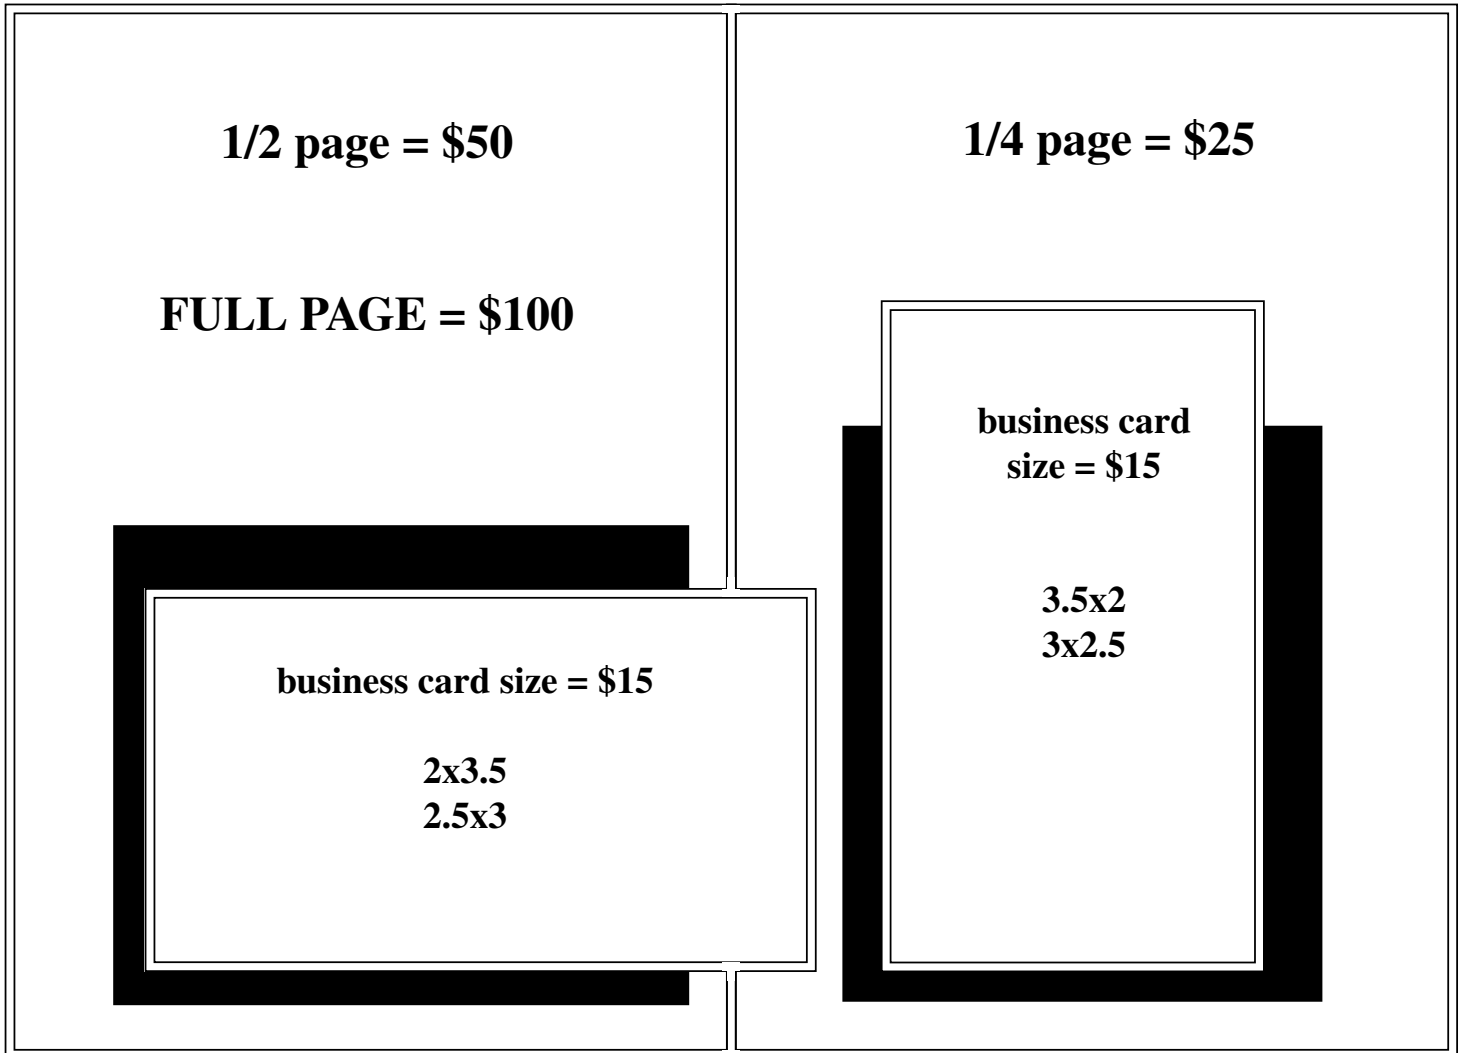 1/2 page = $50
FULL PAGE = $100
business card size = $15
2x3.5
2.5x3
1/4 page = $25
business card
size = $15
3.5x2
3x2.5